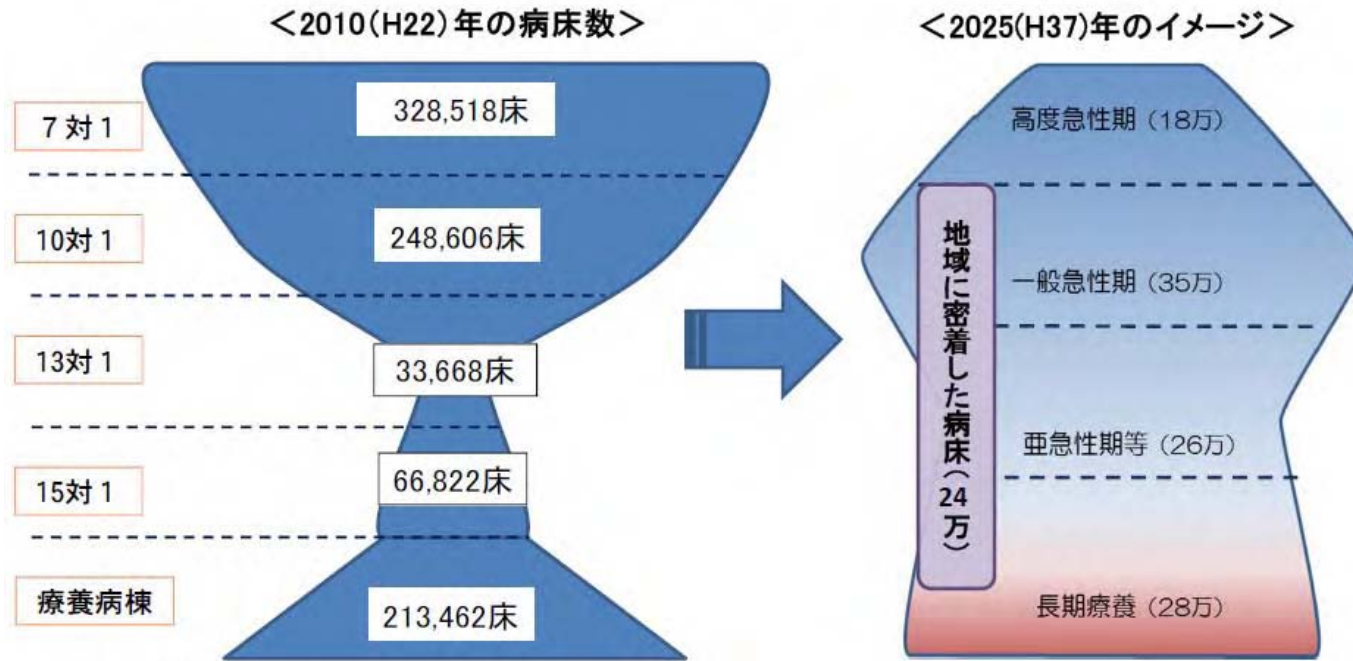 ＜2010(H22)年の病床数＞
7対1
328,518床
10対1
248,606床
13対1
33,668床
15対1
66,822床
療養病棟
213,462床
＜2025(H37)年のイメージ＞
高度急性期（18万）
地域に密着した病床（24万）
一般急性期（35万）
亜急性期等（26万）
長期療養（28万）